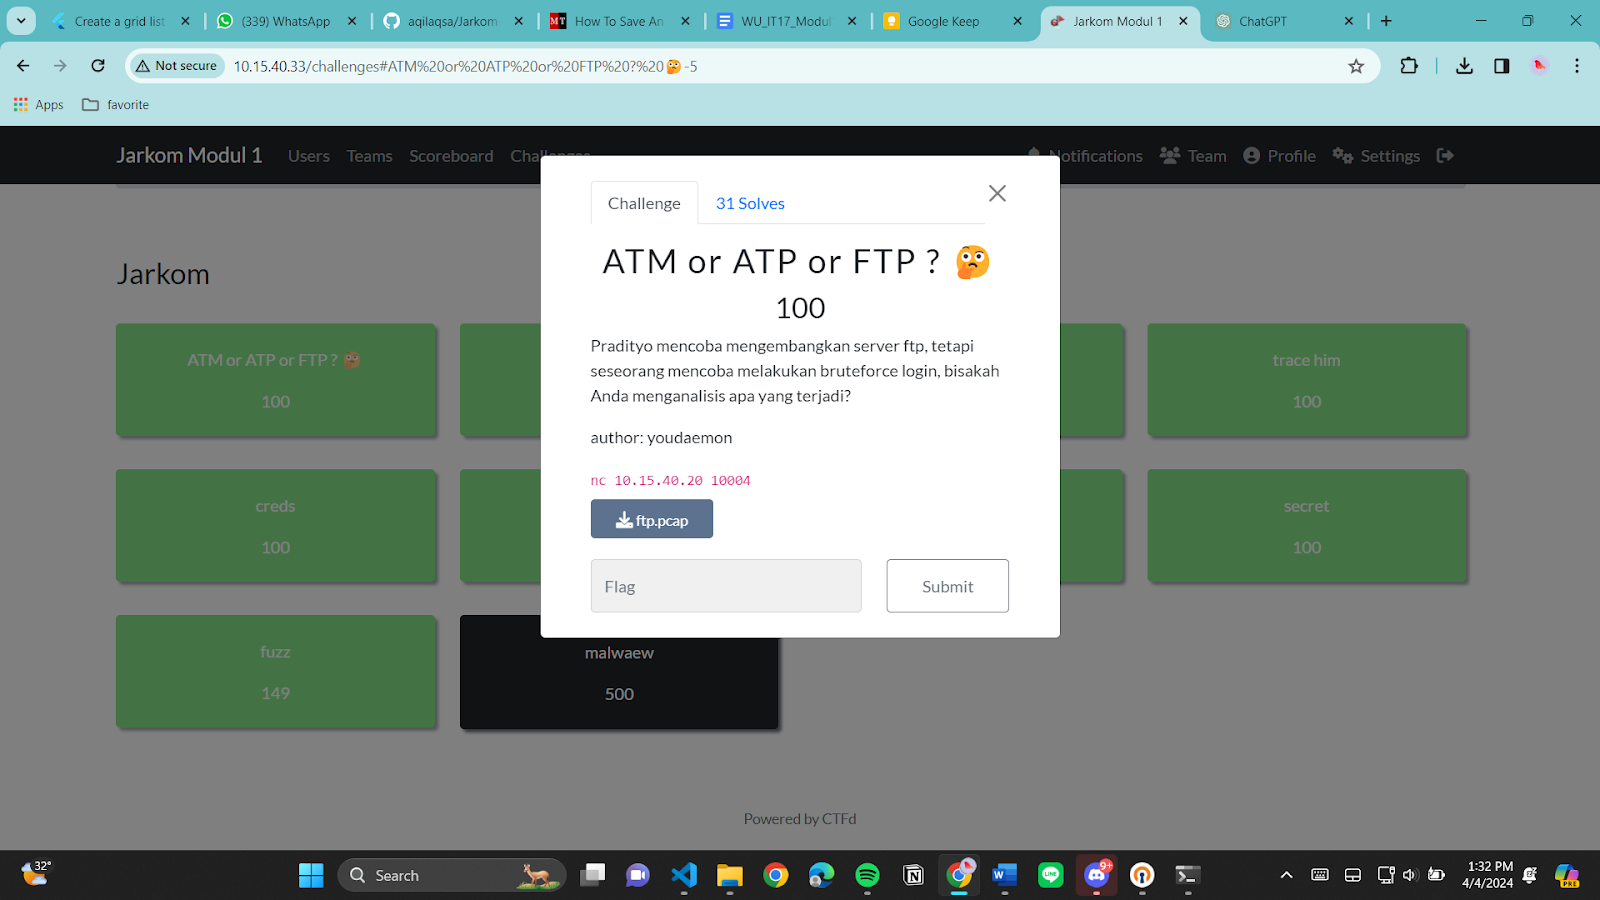 Create a grid list
(339) WhatsApp
aqilaqsa/Jarkom
How To Save An
WU_IT17_Modul
Google Keep
Jarkom Modul 1
ChatGPT
Not secure
10.15.40.33/challenges#ATM%20or%20ATP%20or%20FTP%20?%20🤔-5
Apps
favorite
Jarkom Modul 1
Users
Teams
Scoreboard
Challenges
Notifications
Team
Profile
Settings
Challenge
31 Solves
ATM or ATP or FTP ? 🤔
100
Pradityo mencoba mengembangkan server ftp, tetapi
seseorang mencoba melakukan bruteforce login, bisakah
Anda menganalisis apa yang terjadi?
author: youdaemon
nc 10.15.40.20 10004
ftp.pcap
Flag
Submit
Jarkom
ATM or ATP or FTP ? 🤔
100
trace him
100
creds
100
secret
100
fuzz
149
malwaew
500
Powered by CTFd
32°
Search
9+
1:32 PM
4/4/2024
PRE